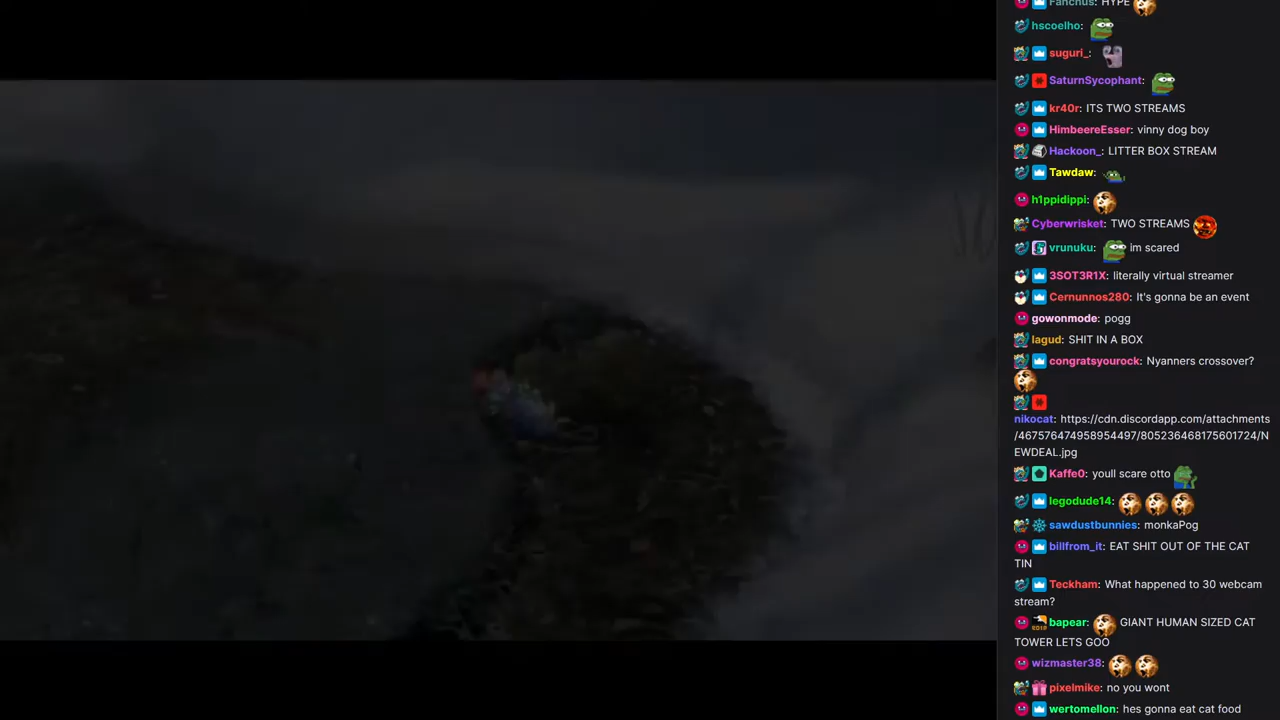 Fanchus: HYPE
hscoelho:
suguri_:
SaturnSycophant:
kr40r: ITS TWO STREAMS
HimbeereEsser: vinny dog boy
Hackoon_: LITTER BOX STREAM
Tawdaw:
h1ppidippi:
Cyberwrisket: TWO STREAMS
vrunuku: im scared
3SOT3R1X: literally virtual streamer
Cernunnos280: It's gonna be an event
gowonmode: pogg
lagud: SHIT IN A BOX
congratsyourock: Nyanners crossover?
nikocat: https://cdn.discordapp.com/attachments
/467576474958954497/805236468175601724/N
EWDEAL.jpg
Kaffe0: youll scare otto
legodude14:
sawdustbunnies: monkaPog
billfrom_it: EAT SHIT OUT OF THE CAT
TIN
Teckham: What happened to 30 webcam
stream?
bapear: GIANT HUMAN SIZED CAT
TOWER LETS GOO
wizmaster38:
pixelmike: no you wont
wertomellon: hes gonna eat cat food